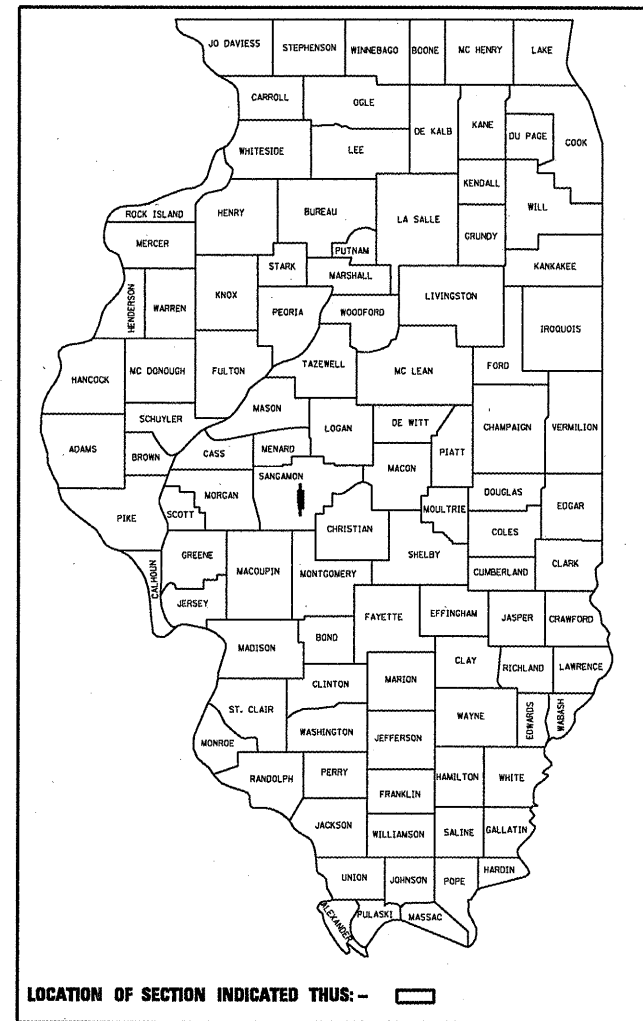 JO DAVIESS STEPHENSON WINNEBAGO BOONE MC HENRY LAKE
CARROLL OGLE DE KALB KANE DU PAGE COOK
WHITESIDE LEE
KENDALL WILL
ROCK ISLAND HENRY BUREAU LA SALLE GRUNDY
MERCER PUTNAM
STARK MARSHALL KANKAKEE
HENDERSON WARREN KNOX PEORIA WOODFORD LIVINGSTON IROQUOIS
HANCOCK MC DONOUGH FULTON TAZEWELL MC LEAN FORD
SCHUYLER MASON LOGAN DE WITT CHAMPAIGN VERMILION
ADAMS BROWN CASS MENARD PIATT
SANGAMON MACON
MORGAN DOUGLAS
PIKE SCOTT CHRISTIAN MOULTRIE COLES EDGAR
GREENE MACOUPIN MONTGOMERY SHELBY
CALHOUN CUMBERLAND CLARK
JERSEY FAYETTE EFFINGHAM JASPER CRAWFORD
MADISON BOND
CLAY RICHLAND LAWRENCE
CLINTON MARION
ST. CLAIR WAYNE EDWARDS WABASH
MONROE WASHINGTON JEFFERSON
RANDOLPH PERRY HAMILTON WHITE
FRANKLIN
JACKSON WILLIAMSON SALINE GALLATIN
UNION JOHNSON POPE HARDIN
ALEXANDER PULASKI MASSAC
LOCATION OF SECTION INDICATED THUS: –